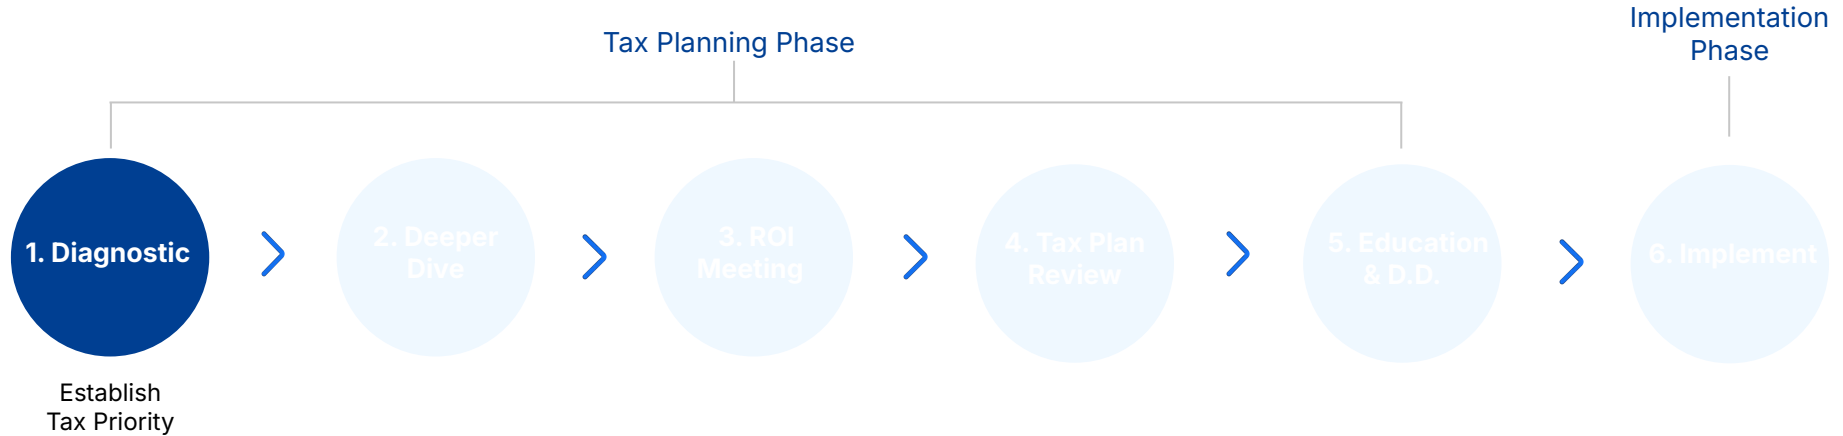 Tax Planning Phase
Implementation
Phase
1. Diagnostic
2. Deeper
Dive
3. ROI
Meeting
4. Tax Plan
Review
5. Education
& D.D.
6. Implement
Establish
Tax Priority